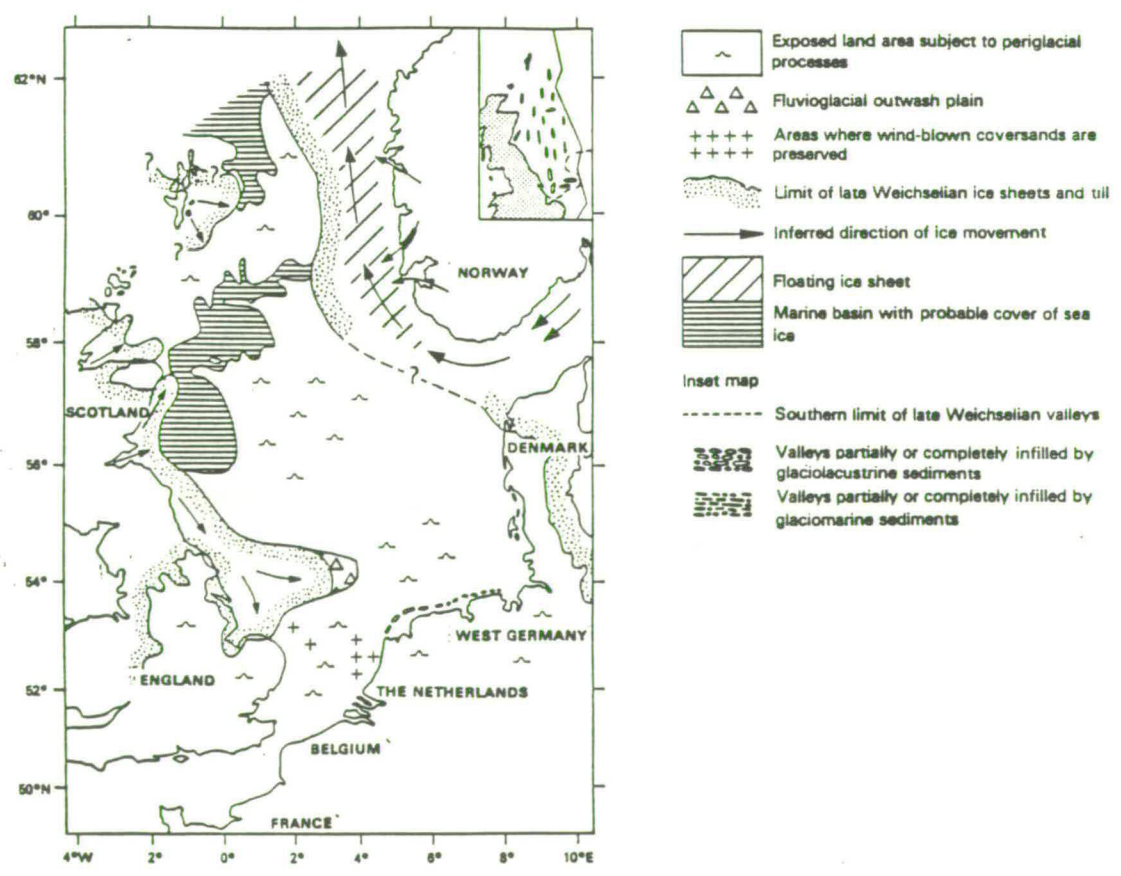 62°N
60°
58°
56°
54°
52°
50°N
4°W
2°
0°
2°
4°
6°
8°
10°E
?
?
?
?
NORWAY
SCOTLAND
DENMARK
WEST GERMANY
ENGLAND
THE NETHERLANDS
BELGIUM
FRANCE
Exposed land area subject to periglacial
processes
Fluvioglacial outwash plain
Areas where wind-blown coversands are
preserved
Limit of late Weichselian ice sheets and till
Inferred direction of ice movement
Floating ice sheet
Marine basin with probable cover of sea
ice
Inset map
Southern limit of late Weichselian valleys
Valleys partially or completely infilled by
glaciolacustrine sediments
Valleys partially or completely infilled by
glaciomarine sediments